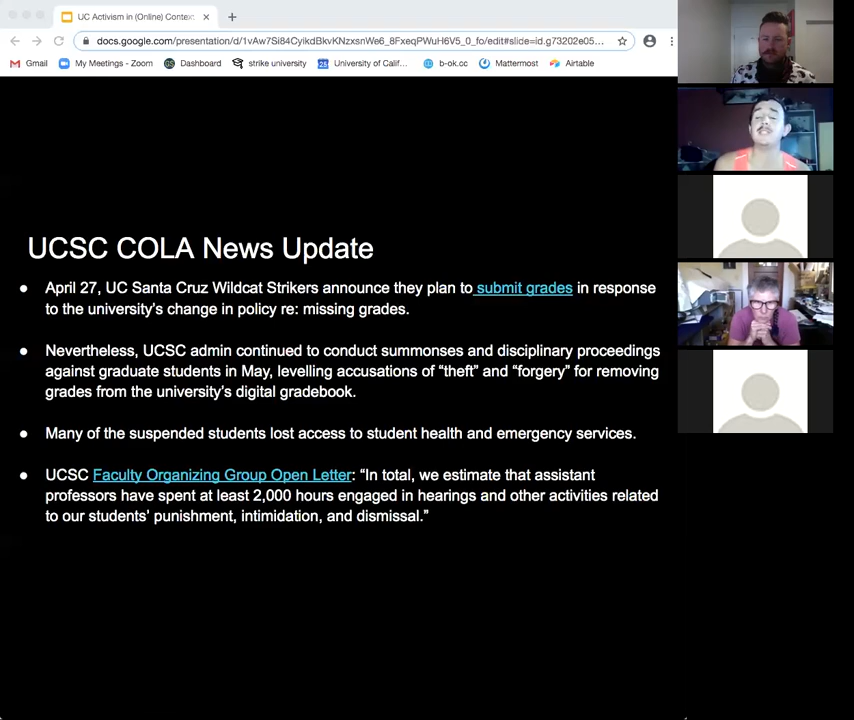 UC Activism in (Online) Contex
docs.google.com/presentation/d/1vAw7Si84CyikdBkvKNzxsnWe6_8FxeqPWuH6V5_0_fo/edit#slide=id.g73202e05...
Gmail My Meetings - Zoom Dashboard strike university University of Calif... b-ok.cc Mattermost Airtable
UCSC COLA News Update
● April 27, UC Santa Cruz Wildcat Strikers announce they plan to submit grades in response
to the university's change in policy re: missing grades.
● Nevertheless, UCSC admin continued to conduct summonses and disciplinary proceedings
against graduate students in May, levelling accusations of “theft” and “forgery” for removing
grades from the university's digital gradebook.
● Many of the suspended students lost access to student health and emergency services.
● UCSC Faculty Organizing Group Open Letter: “In total, we estimate that assistant
professors have spent at least 2,000 hours engaged in hearings and other activities related
to our students' punishment, intimidation, and dismissal.”